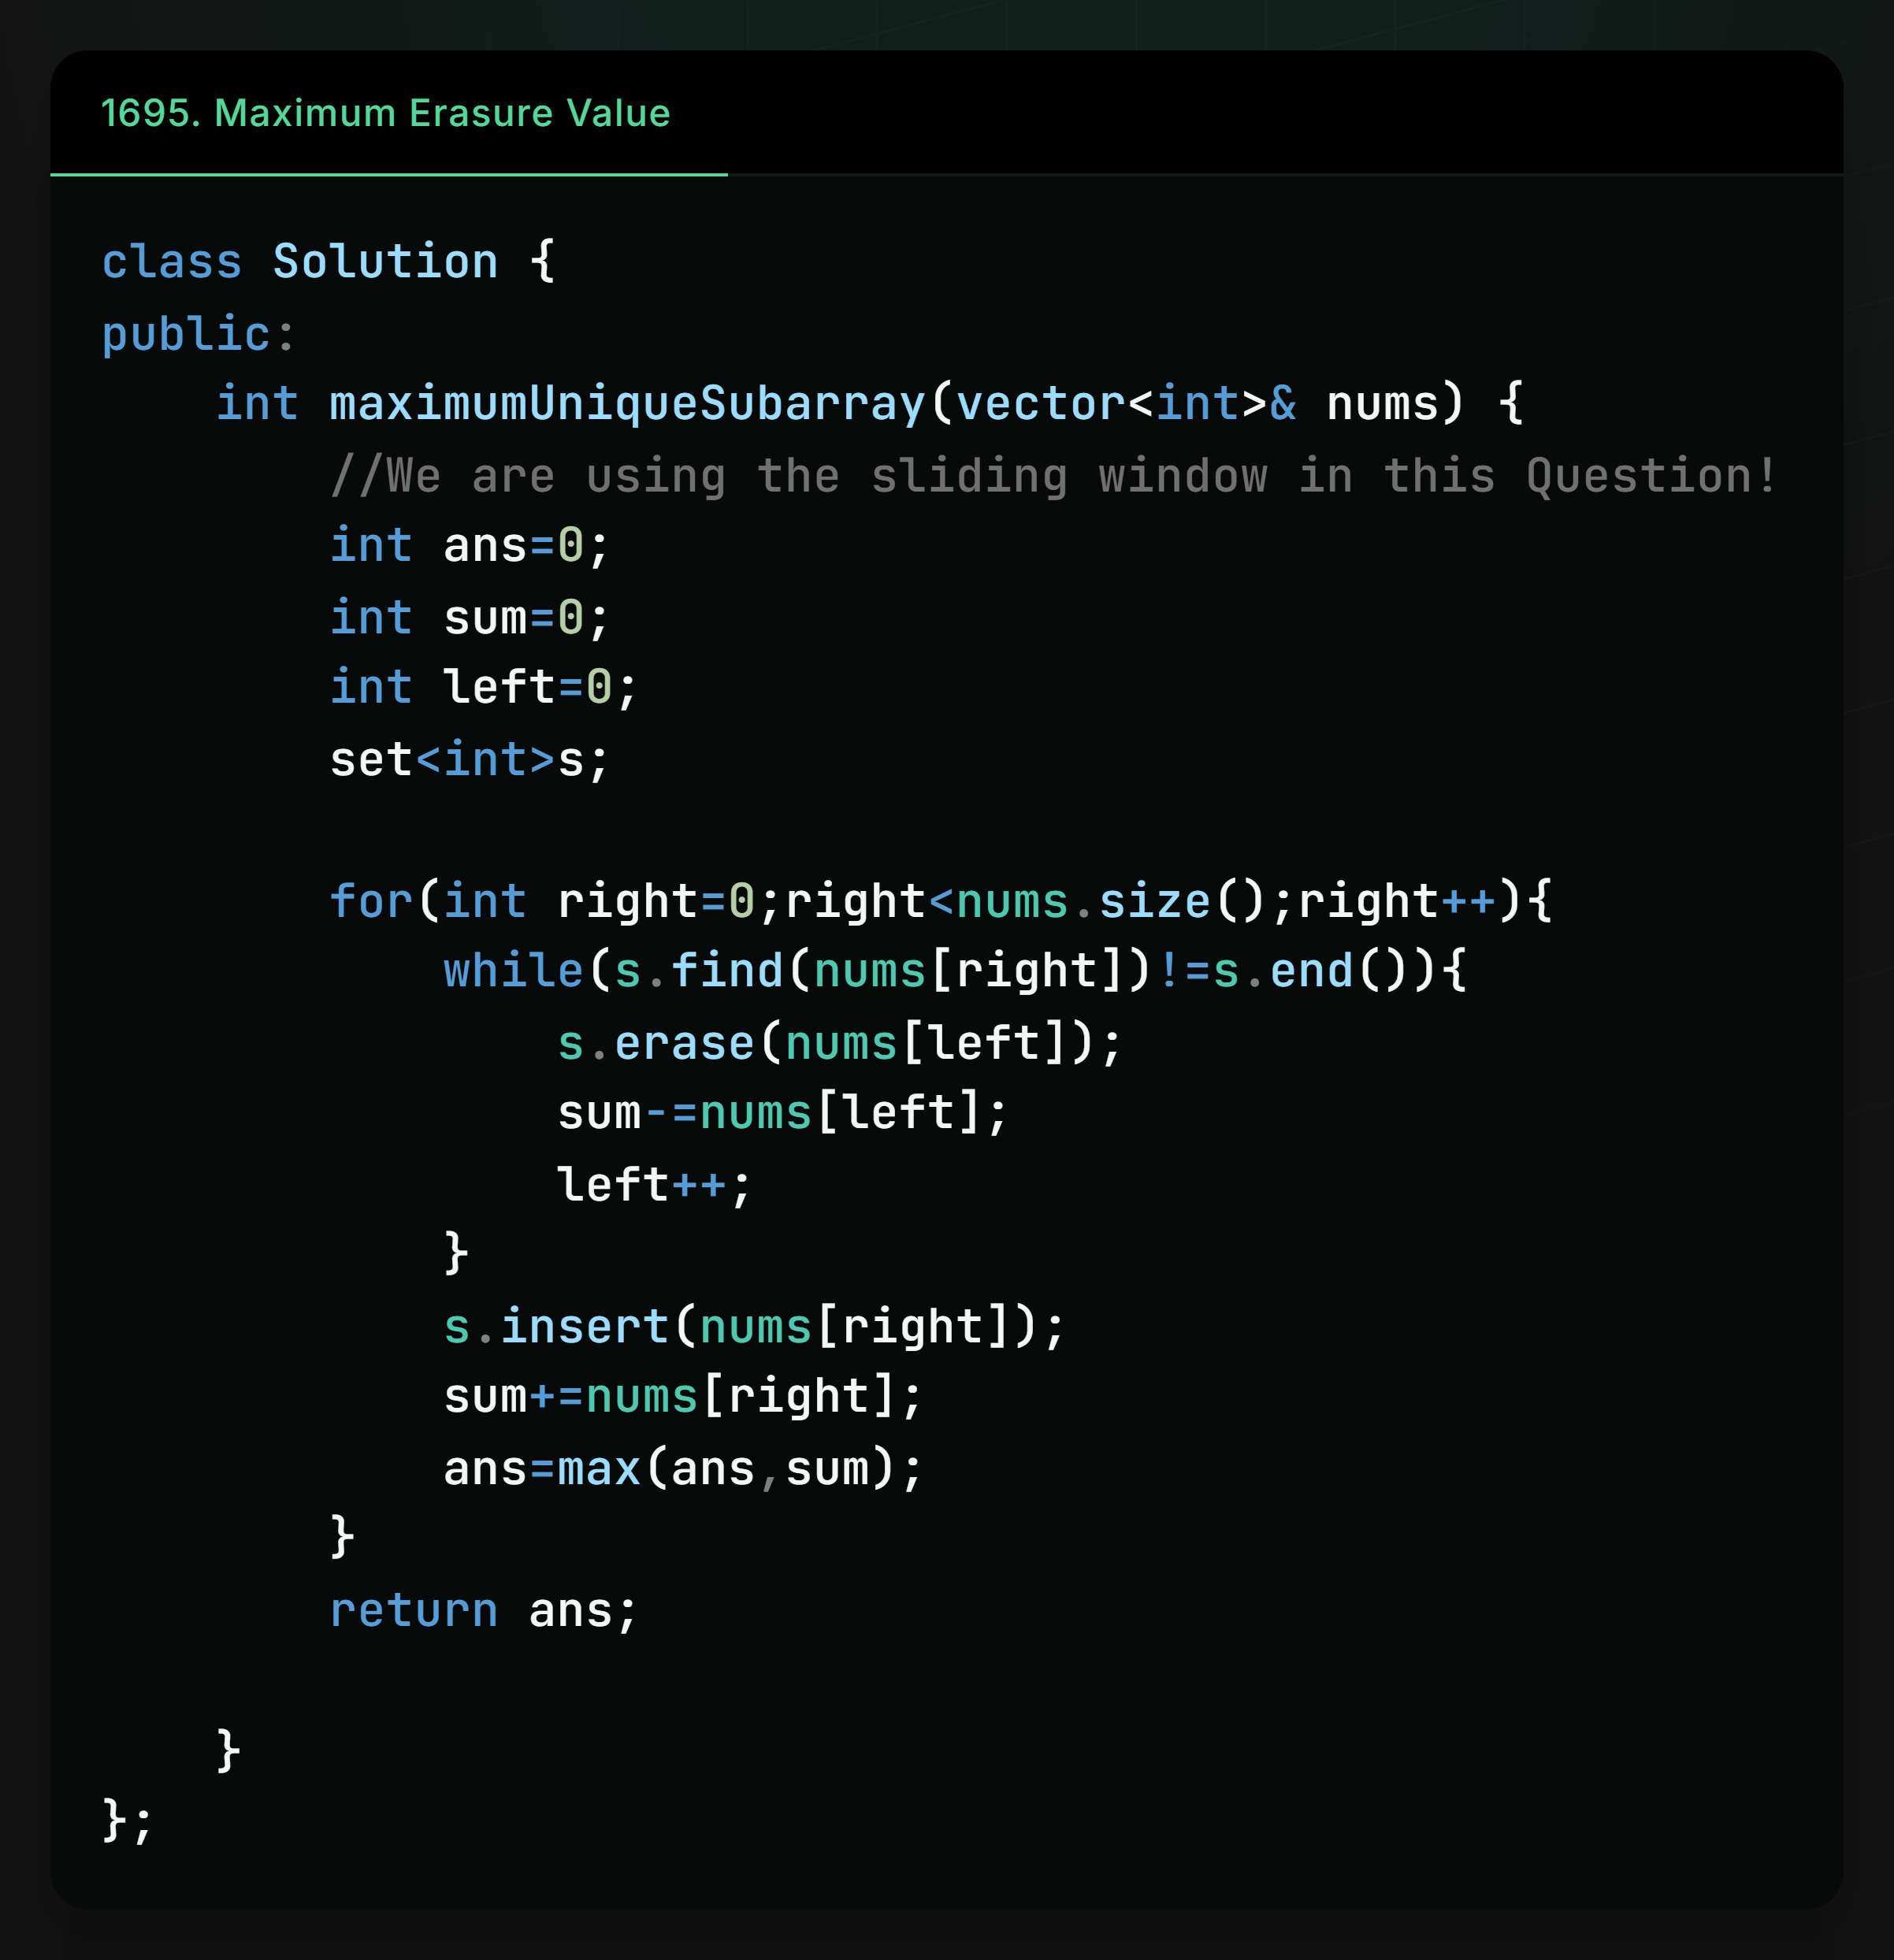 1695. Maximum Erasure Value
class Solution {
public:
    int maximumUniqueSubarray(vector<int>& nums) {
        //We are using the sliding window in this Question!
        int ans=0;
        int sum=0;
        int left=0;
        set<int>s;

        for(int right=0;right<nums.size();right++){
            while(s.find(nums[right])!=s.end()){
                s.erase(nums[left]);
                sum-=nums[left];
                left++;
            }
            s.insert(nums[right]);
            sum+=nums[right];
            ans=max(ans,sum);
        }
        return ans;

    }
};